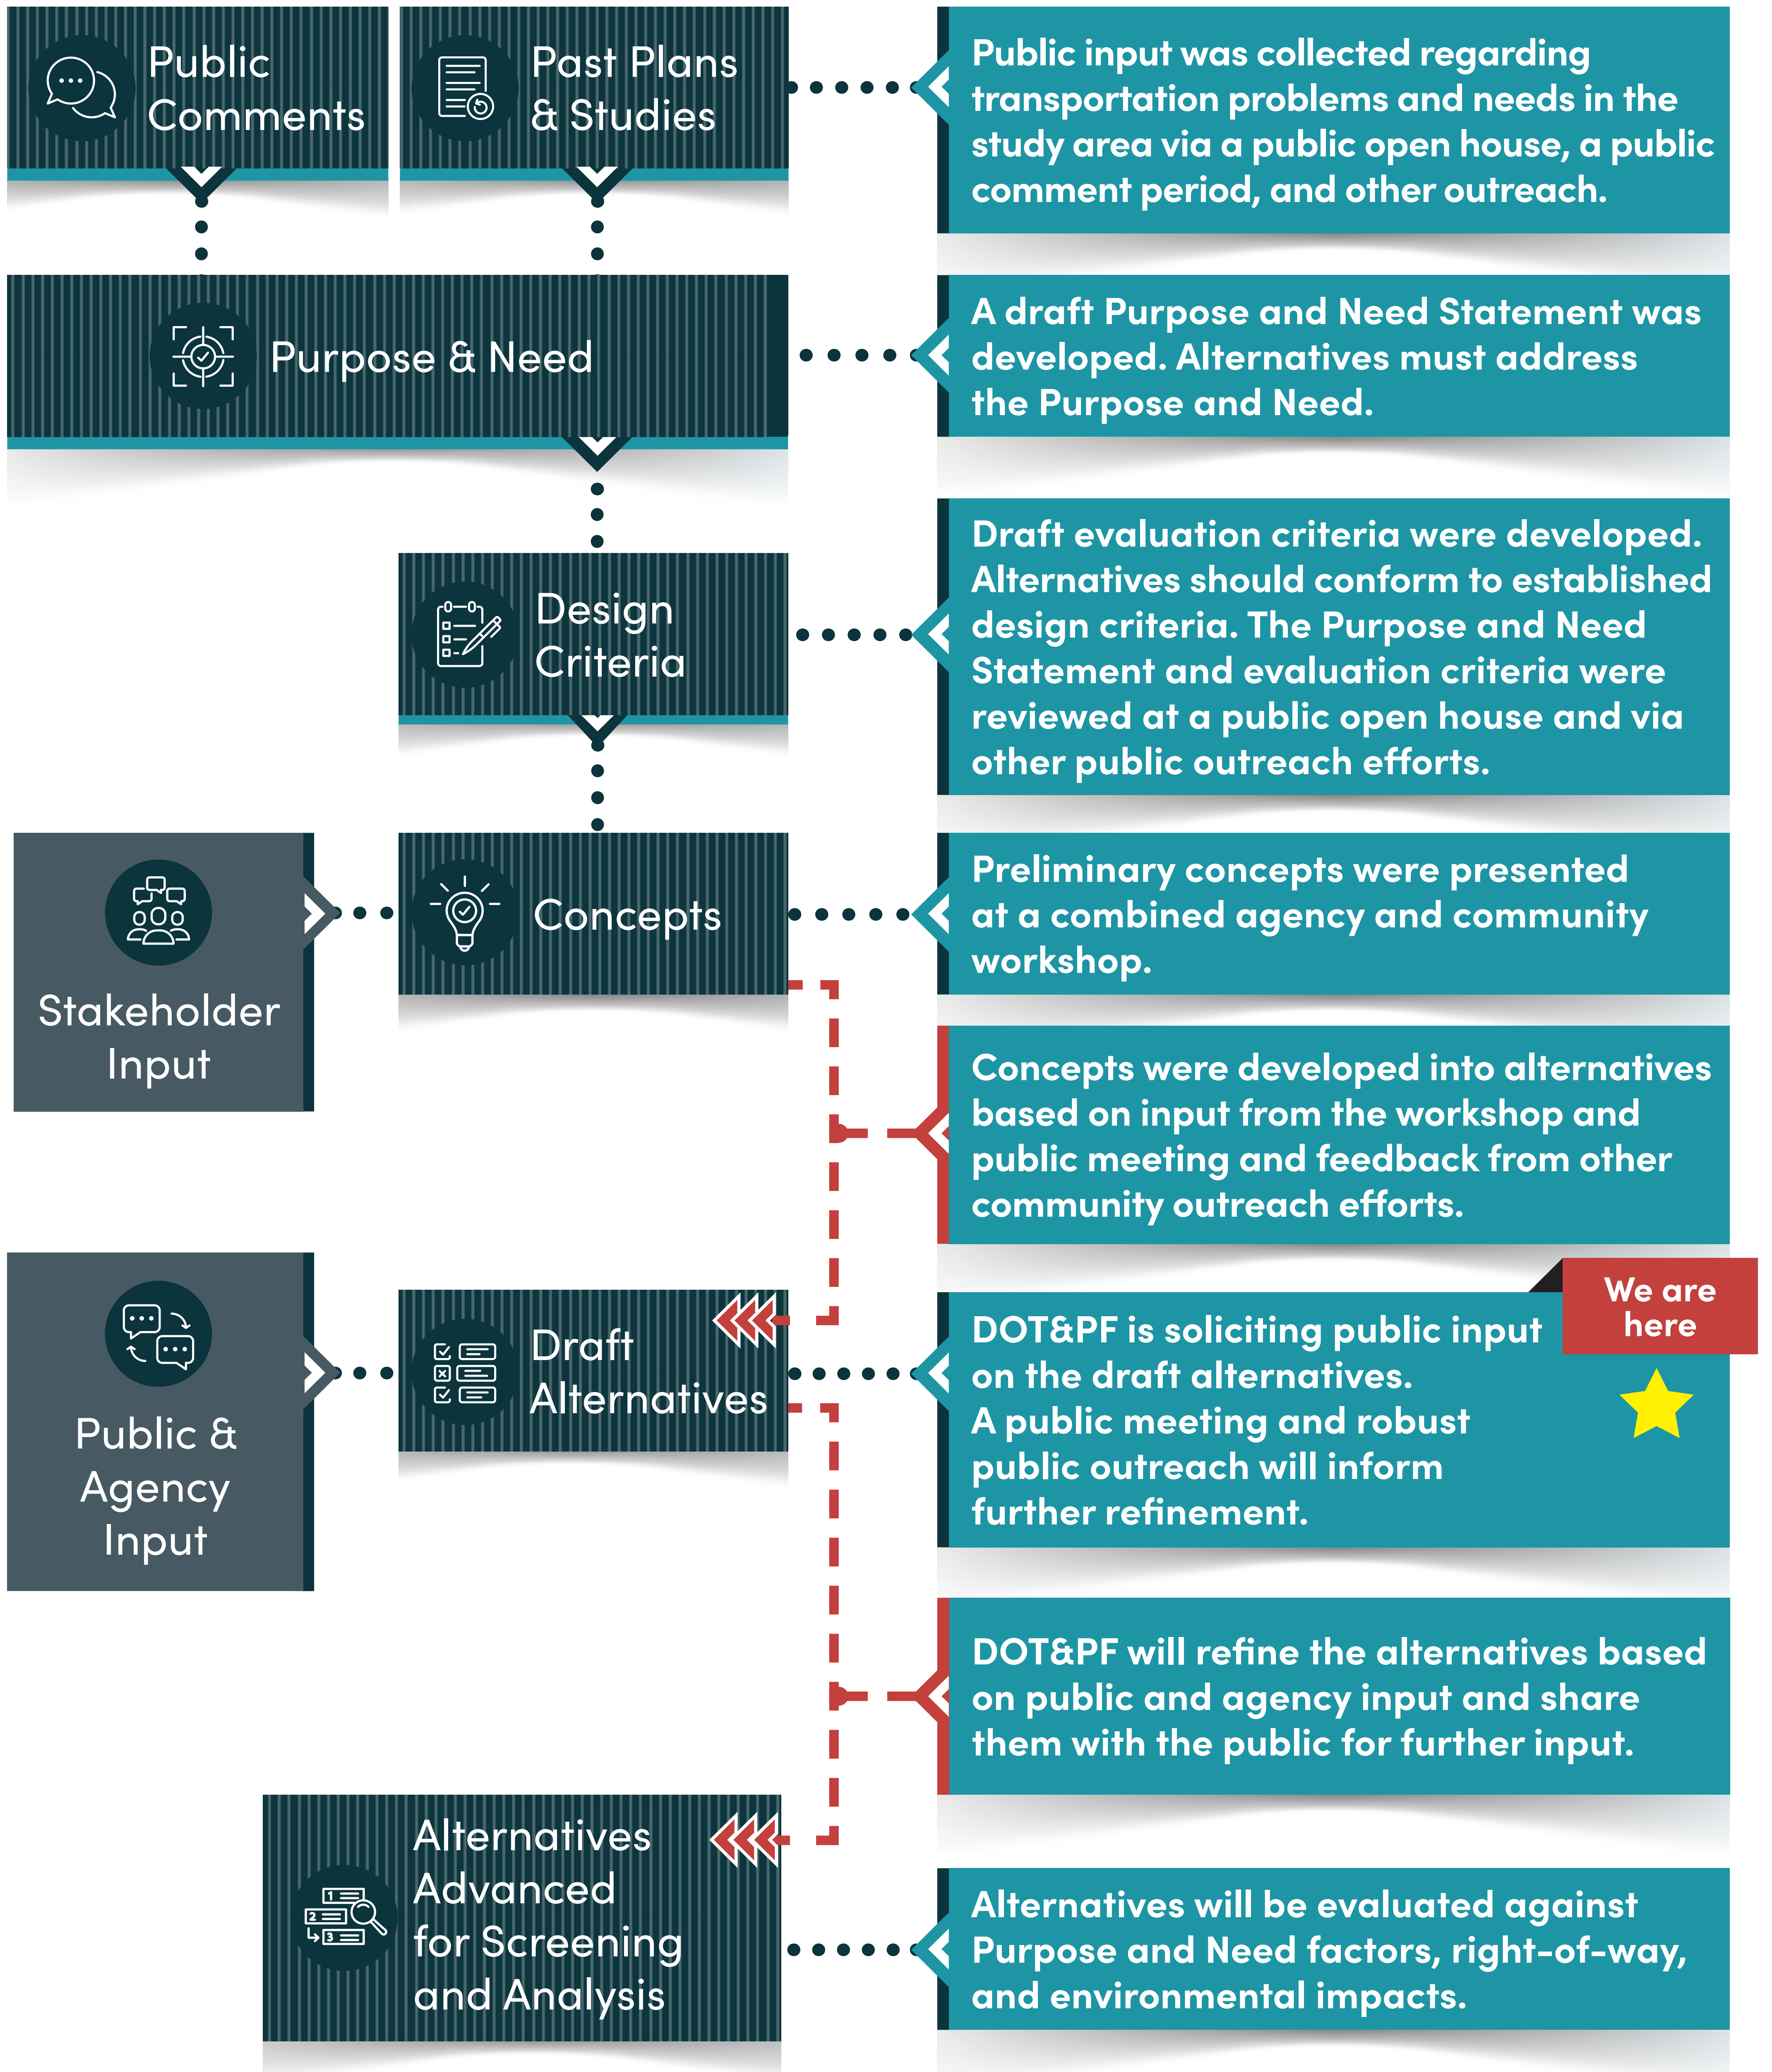 Public
Comments
Past Plans
& Studies
Public input was collected regarding
transportation problems and needs in the
study area via a public open house, a public
comment period, and other outreach.
Purpose & Need
A draft Purpose and Need Statement was
developed. Alternatives must address
the Purpose and Need.
Design
Criteria
Draft evaluation criteria were developed.
Alternatives should conform to established
design criteria. The Purpose and Need
Statement and evaluation criteria were
reviewed at a public open house and via
other public outreach efforts.
Stakeholder
Input
Concepts
Preliminary concepts were presented
at a combined agency and community
workshop.
Concepts were developed into alternatives
based on input from the workshop and
public meeting and feedback from other
community outreach efforts.
Public &
Agency
Input
Draft
Alternatives
We are
here
DOT&PF is soliciting public input
on the draft alternatives.
A public meeting and robust
public outreach will inform
further refinement.
DOT&PF will refine the alternatives based
on public and agency input and share
them with the public for further input.
1
2
3
Alternatives
Advanced
for Screening
and Analysis
Alternatives will be evaluated against
Purpose and Need factors, right-of-way,
and environmental impacts.